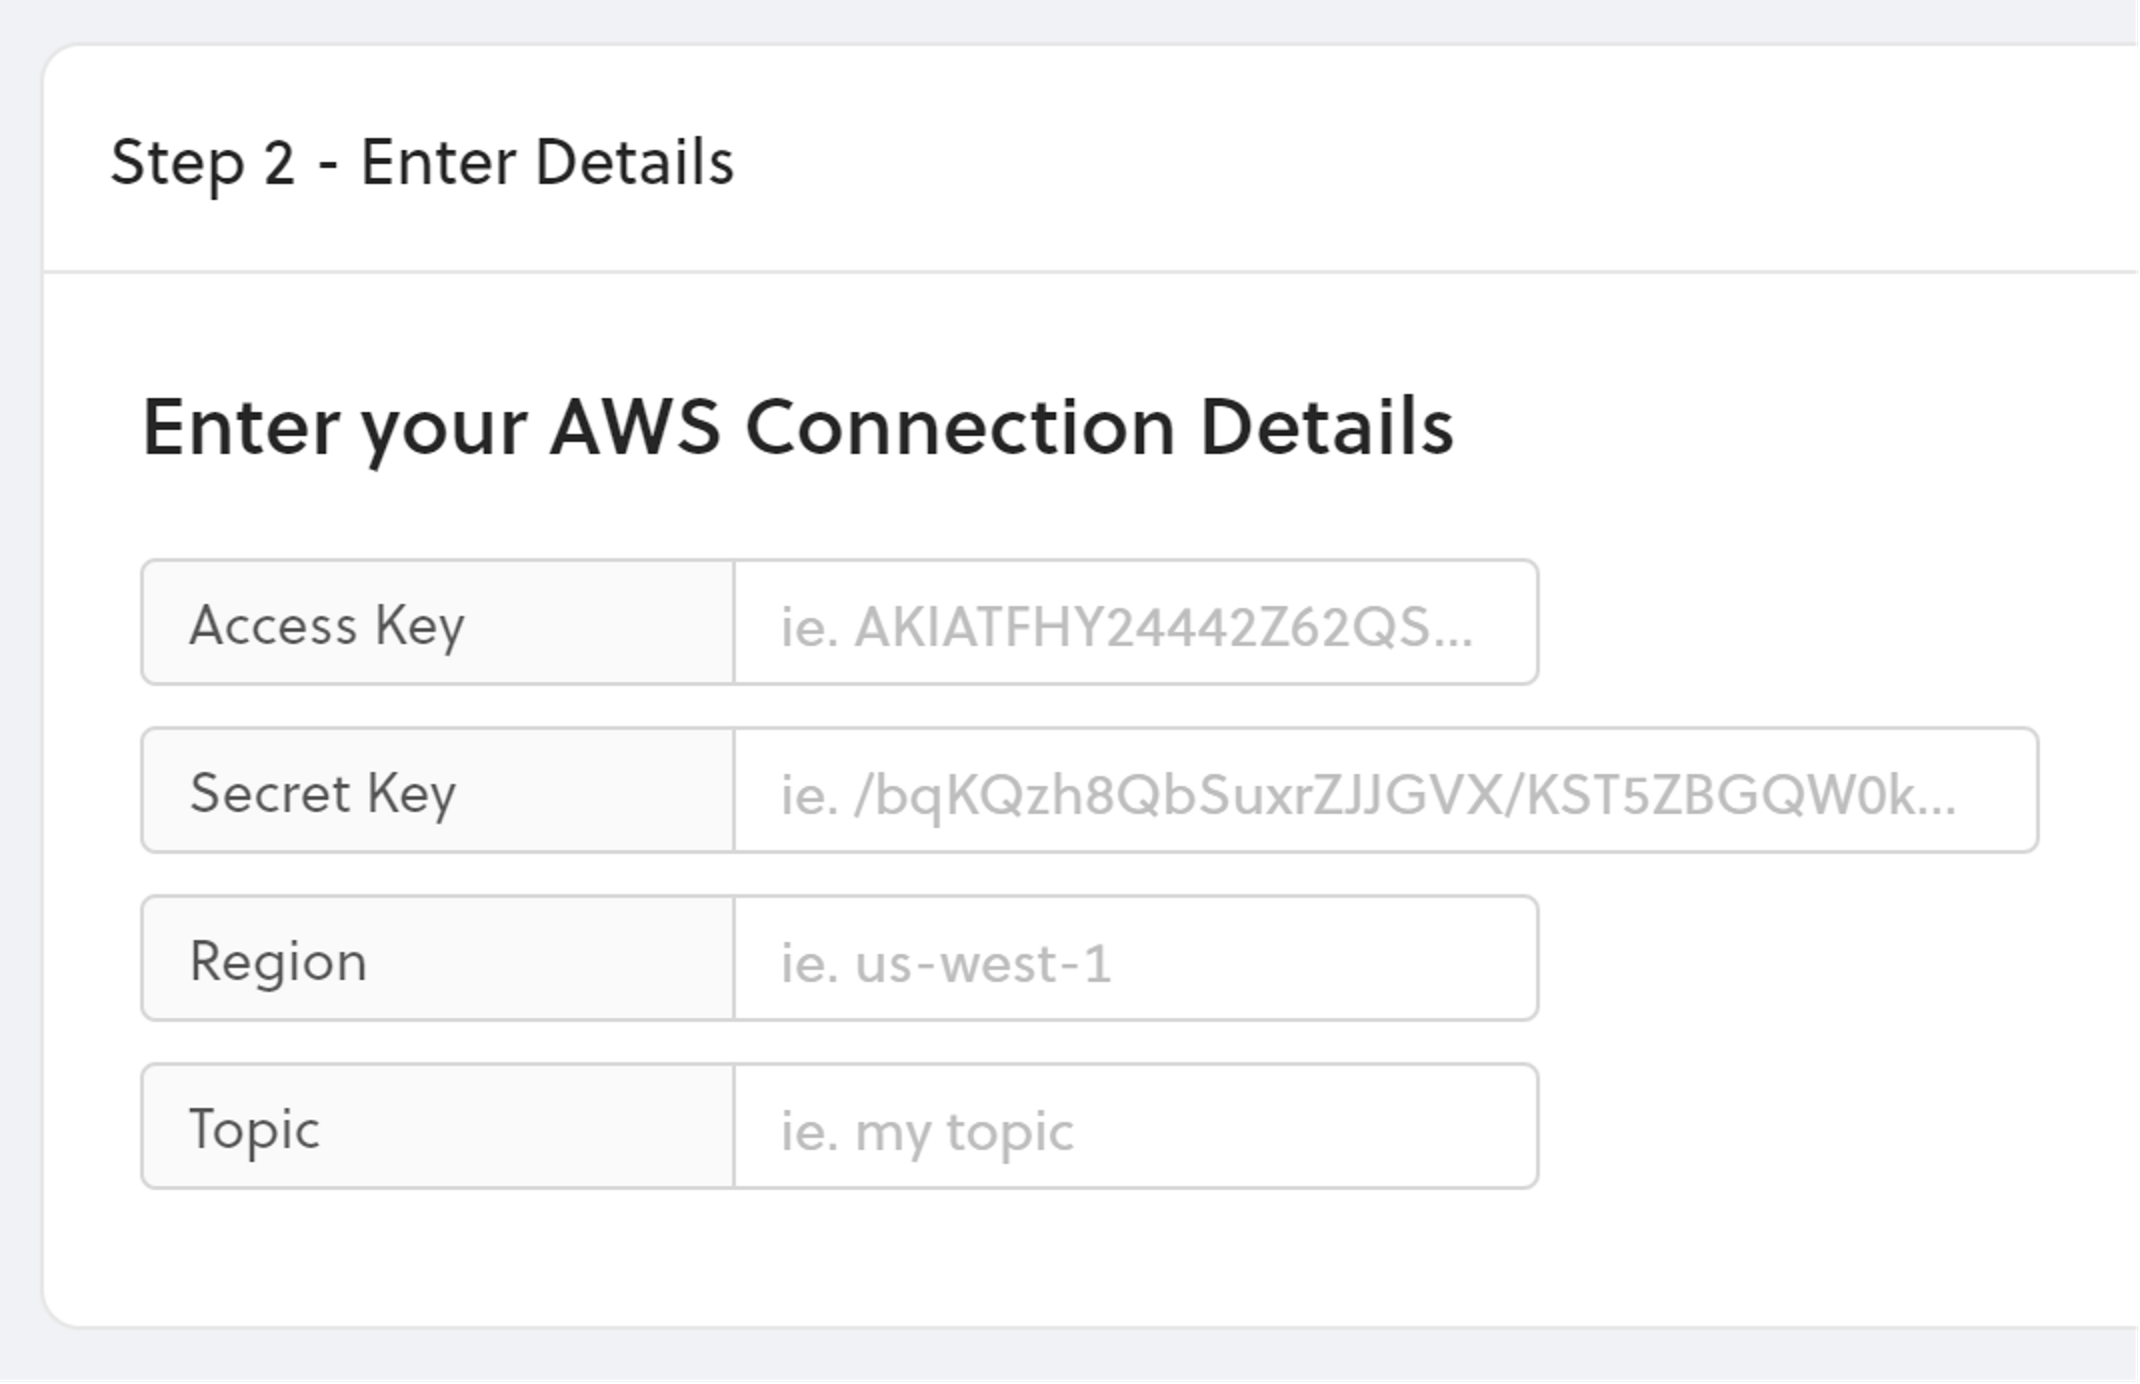 Step 2 - Enter Details
Enter your AWS Connection Details
Access Key ie. AKIATFHY24442Z62QS...
Secret Key ie. /bqKQzh8QbSuxrZJJGVX/KST5ZBGQW0k...
Region ie. us-west-1
Topic ie. my topic